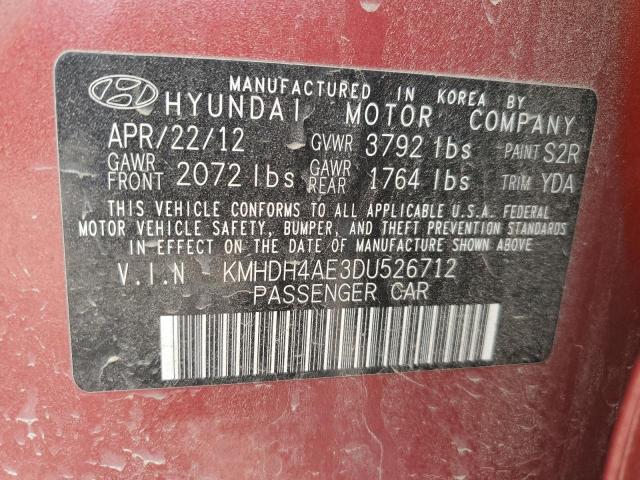 MANUFACTURED IN KOREA BY
HYUNDAI MOTOR COMPANY
APR/22/12 GVWR 3792 lbs PAINT S2R
GAWR FRONT 2072 lbs GAWR REAR 1764 lbs TRIM YDA
THIS VEHICLE CONFORMS TO ALL APPLICABLE U.S.A. FEDERAL
MOTOR VEHICLE SAFETY, BUMPER, AND THEFT PREVENTION STANDARDS
IN EFFECT ON THE DATE OF MANUFACTURE SHOWN ABOVE
V.I.N KMHDH4AE3DU526712
PASSENGER CAR